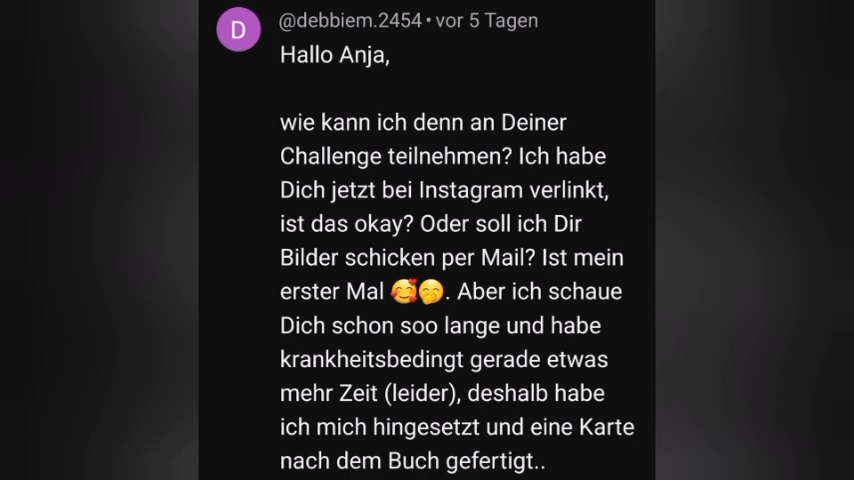 D
@debbiem.2454 • vor 5 Tagen
Hallo Anja,
wie kann ich denn an Deiner
Challenge teilnehmen? Ich habe
Dich jetzt bei Instagram verlinkt,
ist das okay? Oder soll ich Dir
Bilder schicken per Mail? Ist mein
erster Mal 🥰🤭. Aber ich schaue
Dich schon soo lange und habe
krankheitsbedingt gerade etwas
mehr Zeit (leider), deshalb habe
ich mich hingesetzt und eine Karte
nach dem Buch gefertigt..